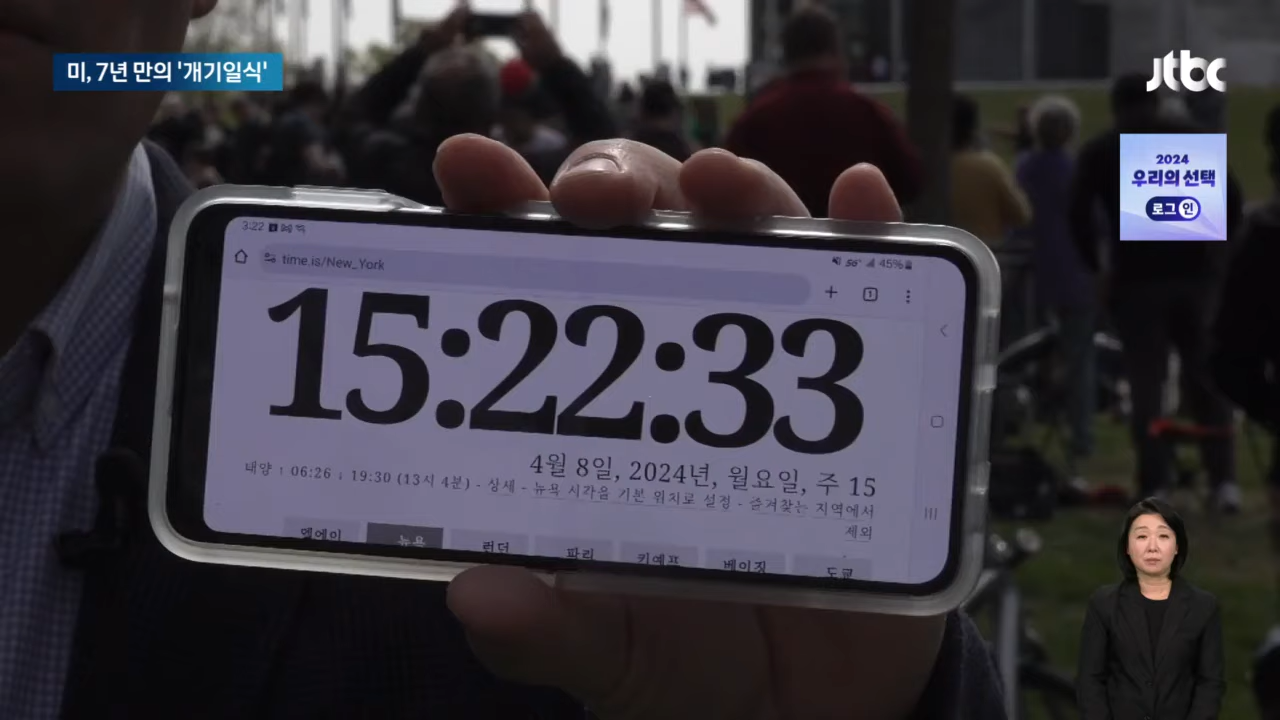 미, 7년 만의 '개기일식'
jtbc
2024
우리의 선택
로그인
3:22
45%
time.is/New_York
15:22:33
4월 8일, 2024년, 월요일, 주 15
태양: ↑ 06:26 ↓ 19:30 (13시 4분) - 상세 - 뉴욕 시각을 기본 위치로 설정 - 즐겨찾는 지역에서
제외
엘에이 뉴욕 런던 파리 키예프 베이징 도쿄